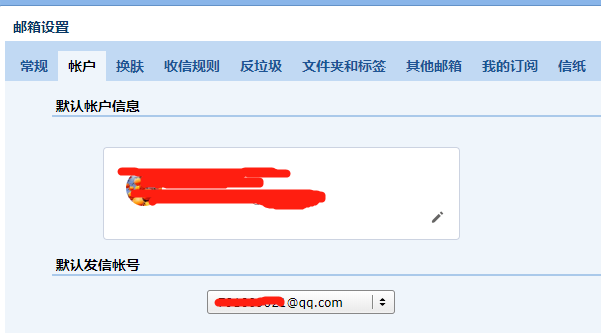 邮箱设置
常规 帐户 换肤 收信规则 反垃圾 文件夹和标签 其他邮箱 我的订阅 信纸
默认帐户信息
默认发信帐号
@qq.com